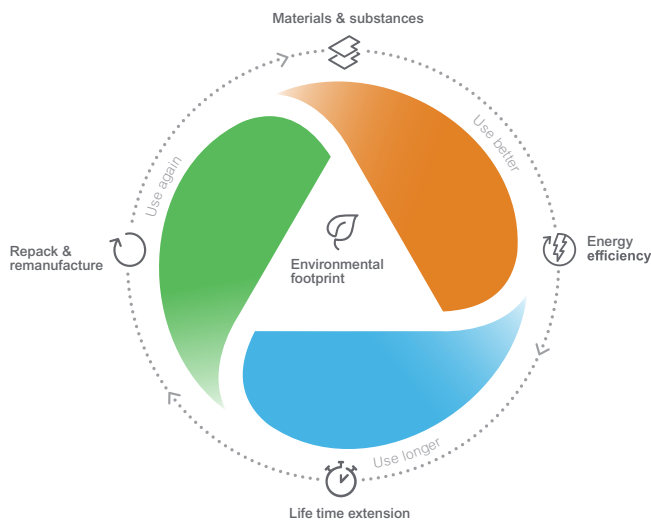 Materials & substances
Use better
Use again
Energy
efficiency
Repack &
remanufacture
Environmental
footprint
Use longer
Life time extension